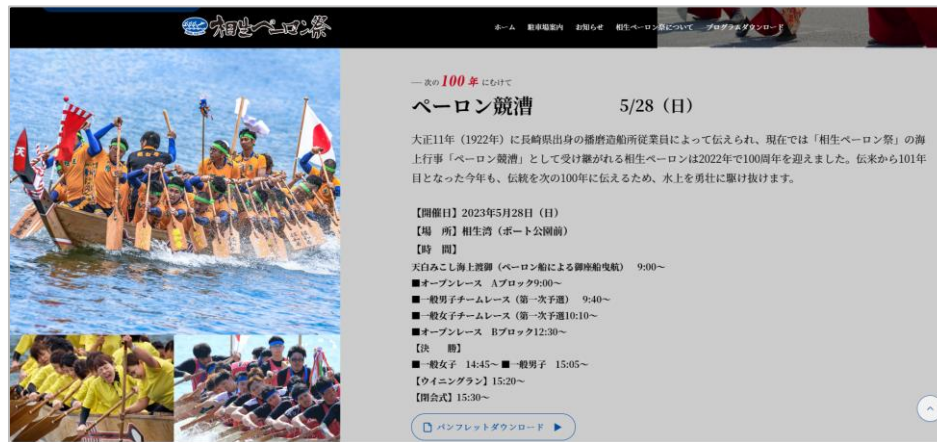 相生ペーロン祭
ホーム 駐車場案内 お知らせ 相生ペーロン祭について プログラムダウンロード
— 次の100年にむけて
ペーロン競漕 5/28（日）
大正11年（1922年）に長崎県出身の播磨造船所従業員によって伝えられ、現在では「相生ペーロン祭」の海
上行事「ペーロン競漕」として受け継がれる相生ペーロンは2022年で100周年を迎えました。伝来から101年
目となった今年も、伝統を次の100年に伝えるため、水上を勇壮に駆け抜けます。
【開催日】2023年5月28日（日）
【場　所】相生湾（ポート公園前）
【時　間】
天白みこし海上渡御（ペーロン船による御座船曳航）　9:00～
■オープンレース　Aブロック9:00～
■一般男子チームレース（第一次予選）　9:40～
■一般女子チームレース（第一次予選10:10～
■オープンレース　Bブロック12:30～
【決　　勝】
■一般女子　14:45～ ■一般男子　15:05～
【ウイニングラン】15:20～
【閉会式】15:30～
パンフレットダウンロード